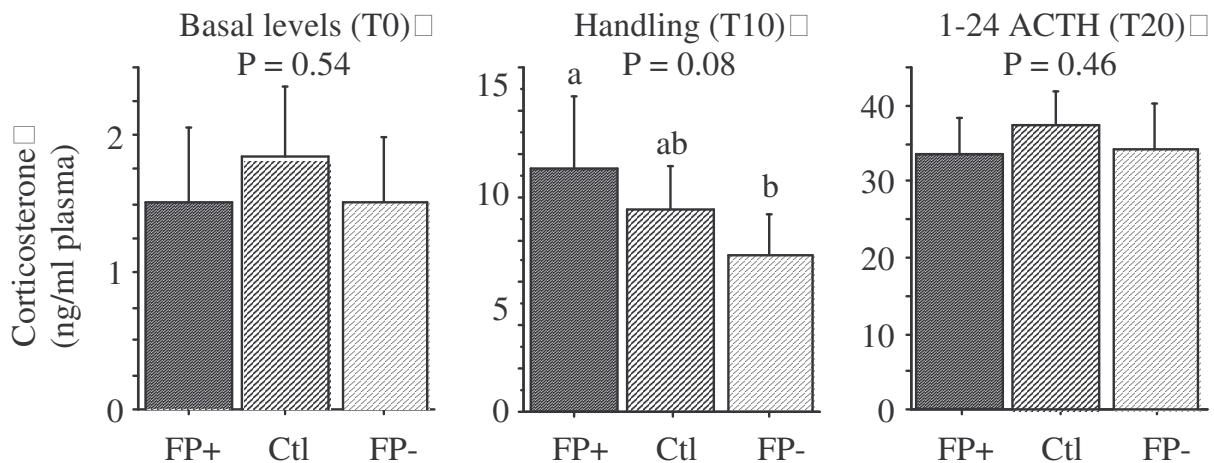 Basal levels (T0)□
P = 0.54
Handling (T10)□
P = 0.08
1-24 ACTH (T20)□
P = 0.46
Corticosterone□
(ng/ml plasma)
2
1
0
FP+ Ctl FP-
15
10
5
0
a
ab
b
FP+ Ctl FP-
40
30
20
10
0
FP+ Ctl FP-